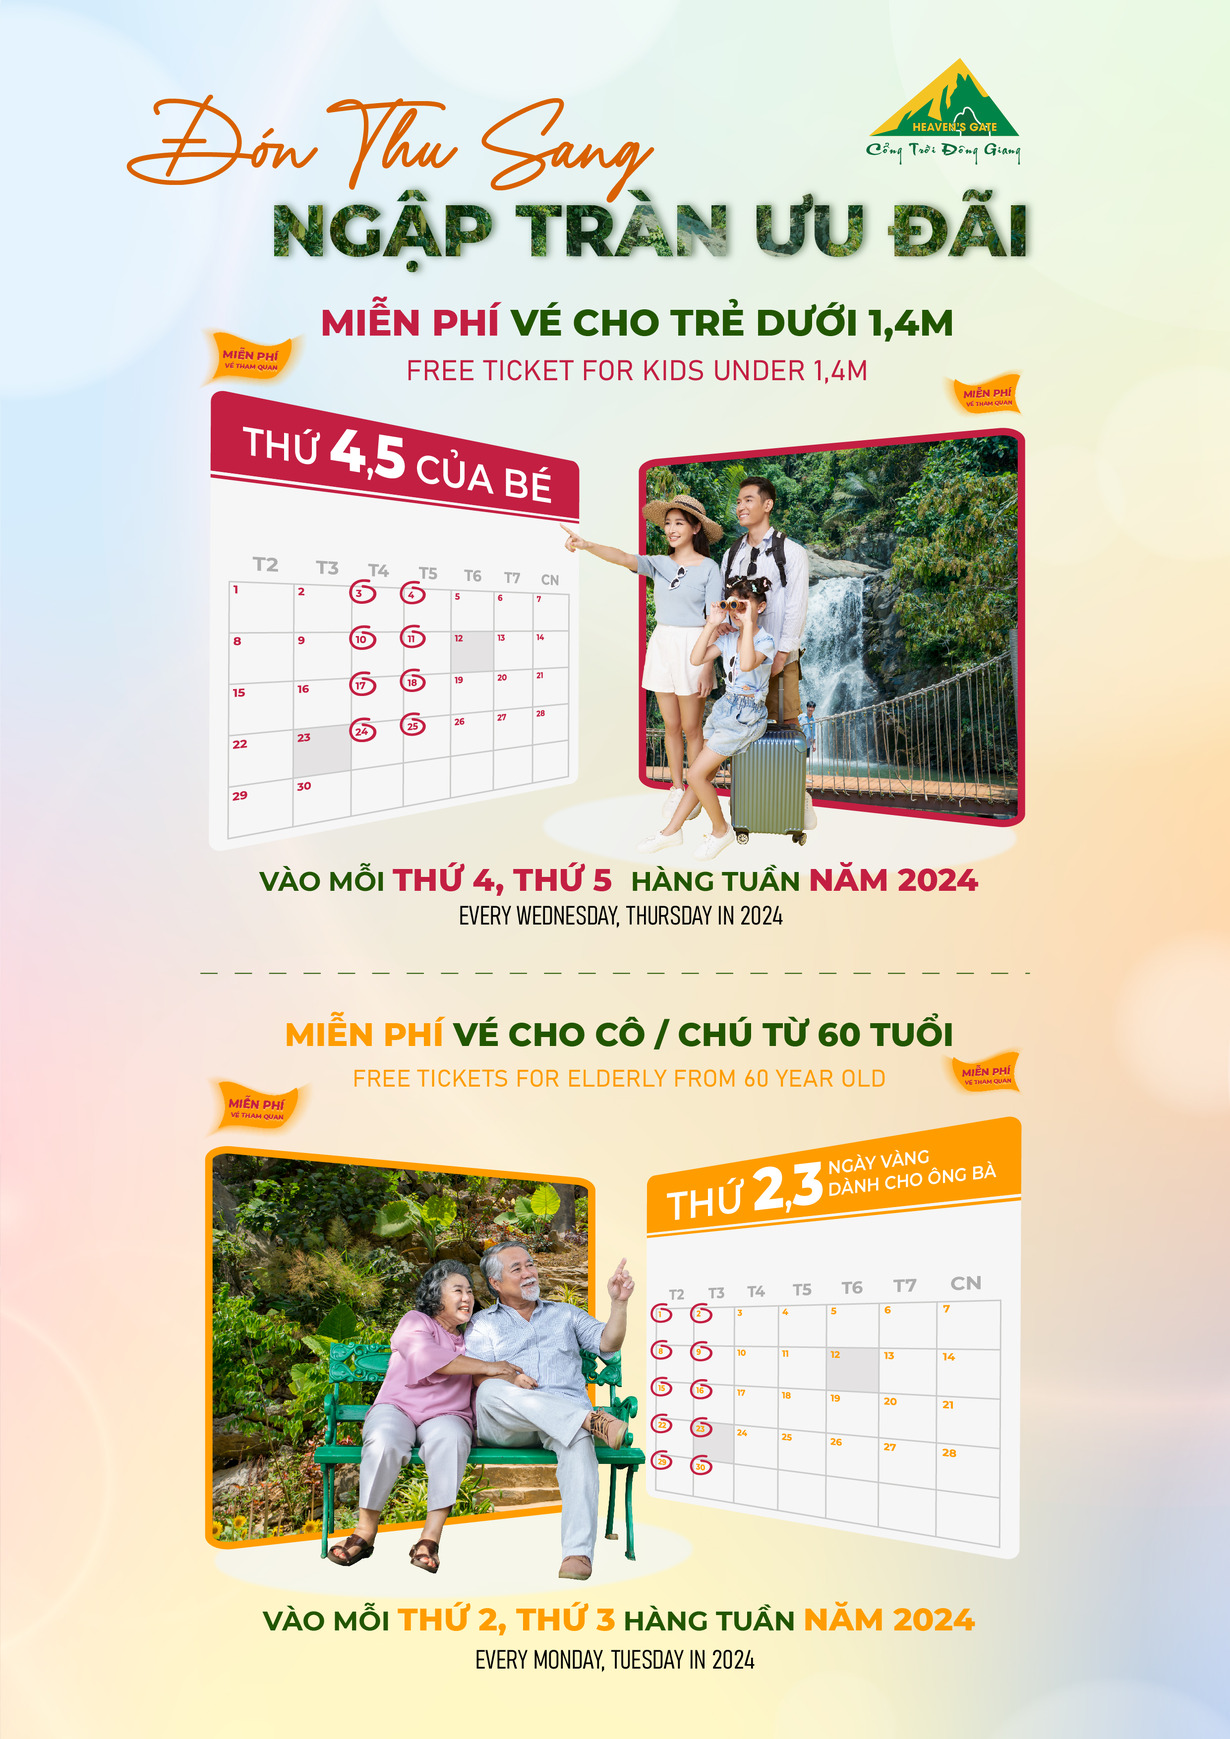 Đón Thu Sang
HEAVEN'S GATE
Cổng Trời Đông Giang
NGẬP TRÀN ƯU ĐÃI
MIỄN PHÍ VÉ CHO TRẺ DƯỚI 1,4M
FREE TICKET FOR KIDS UNDER 1,4M
MIỄN PHÍ
VÉ THAM QUAN
MIỄN PHÍ
VÉ THAM QUAN
THỨ 4,5 CỦA BÉ
T2 T3 T4 T5 T6 T7 CN
1 2 3 4 5 6 7
8 9 10 11 12 13 14
15 16 17 18 19 20 21
22 23 24 25 26 27 28
29 30
VÀO MỖI THỨ 4, THỨ 5 HÀNG TUẦN NĂM 2024
EVERY WEDNESDAY, THURSDAY IN 2024
MIỄN PHÍ VÉ CHO CÔ / CHÚ TỪ 60 TUỔI
FREE TICKETS FOR ELDERLY FROM 60 YEAR OLD
MIỄN PHÍ
VÉ THAM QUAN
MIỄN PHÍ
VÉ THAM QUAN
THỨ 2,3 NGÀY VÀNG
DÀNH CHO ÔNG BÀ
T2 T3 T4 T5 T6 T7 CN
1 2 3 4 5 6 7
8 9 10 11 12 13 14
15 16 17 18 19 20 21
22 23 24 25 26 27 28
29 30
VÀO MỖI THỨ 2, THỨ 3 HÀNG TUẦN NĂM 2024
EVERY MONDAY, TUESDAY IN 2024